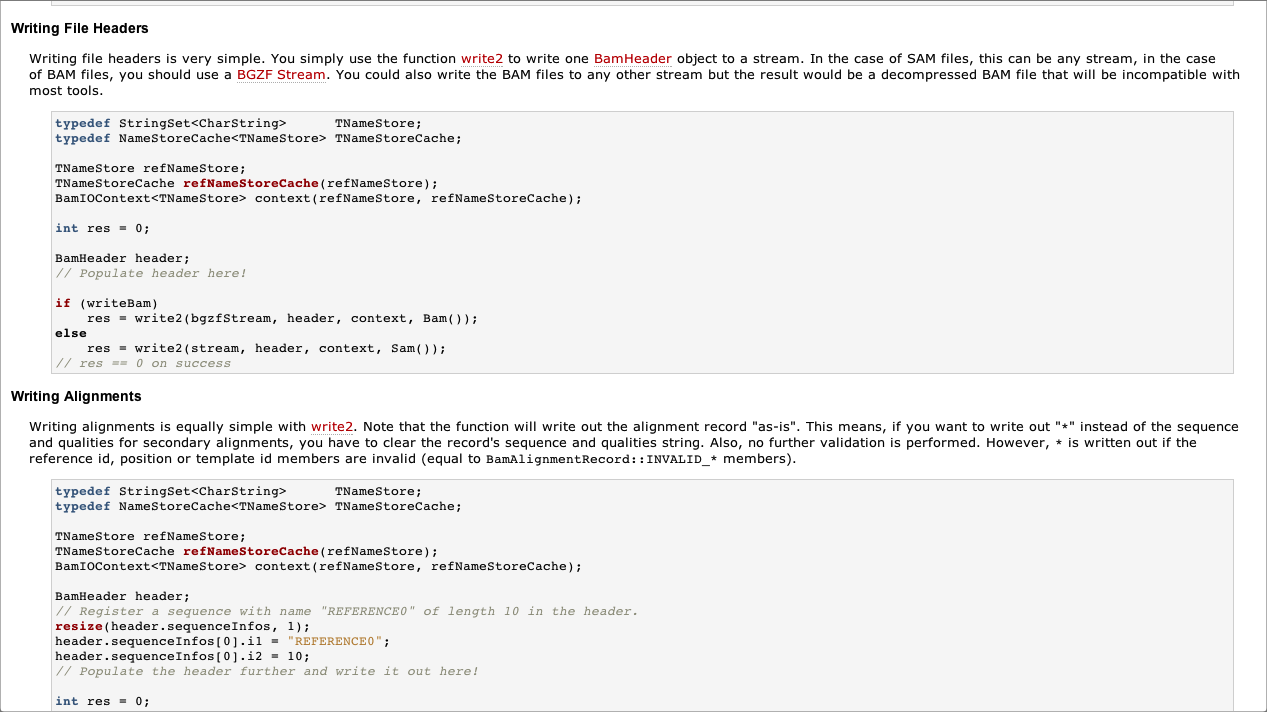 Writing File Headers
Writing file headers is very simple. You simply use the function write2 to write one BamHeader object to a stream. In the case of SAM files, this can be any stream, in the case
of BAM files, you should use a BGZF Stream. You could also write the BAM files to any other stream but the result would be a decompressed BAM file that will be incompatible with
most tools.
typedef StringSet<CharString>      TNameStore;
typedef NameStoreCache<TNameStore> TNameStoreCache;
TNameStore refNameStore;
TNameStoreCache refNameStoreCache(refNameStore);
BamIOContext<TNameStore> context(refNameStore, refNameStoreCache);
int res = 0;
BamHeader header;
// Populate header here!
if (writeBam)
    res = write2(bgzfStream, header, context, Bam());
else
    res = write2(stream, header, context, Sam());
// res == 0 on success
Writing Alignments
Writing alignments is equally simple with write2. Note that the function will write out the alignment record "as-is". This means, if you want to write out "*" instead of the sequence
and qualities for secondary alignments, you have to clear the record's sequence and qualities string. Also, no further validation is performed. However, * is written out if the
reference id, position or template id members are invalid (equal to BamAlignmentRecord::INVALID_* members).
typedef StringSet<CharString>      TNameStore;
typedef NameStoreCache<TNameStore> TNameStoreCache;
TNameStore refNameStore;
TNameStoreCache refNameStoreCache(refNameStore);
BamIOContext<TNameStore> context(refNameStore, refNameStoreCache);
BamHeader header;
// Register a sequence with name "REFERENCE0" of length 10 in the header.
resize(header.sequenceInfos, 1);
header.sequenceInfos[0].i1 = "REFERENCE0";
header.sequenceInfos[0].i2 = 10;
// Populate the header further and write it out here!
int res = 0;